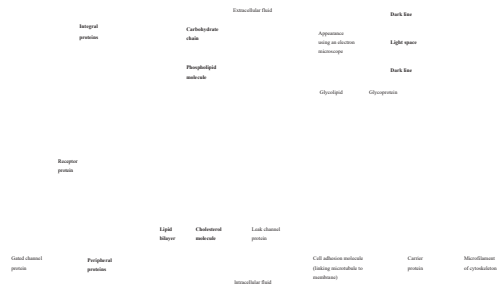 Extracellular fluid
Dark line
Integral
proteins
Carbohydrate
chain
Appearance
using an electron
microscope
Light space
Phospholipid
molecule
Dark line
Glycolipid
Glycoprotein
Receptor
protein
Lipid
bilayer
Cholesterol
molecule
Leak channel
protein
Gated channel
protein
Peripheral
proteins
Cell adhesion molecule
(linking microtubule to
membrane)
Carrier
protein
Microfilament
of cytoskeleton
Intracellular fluid